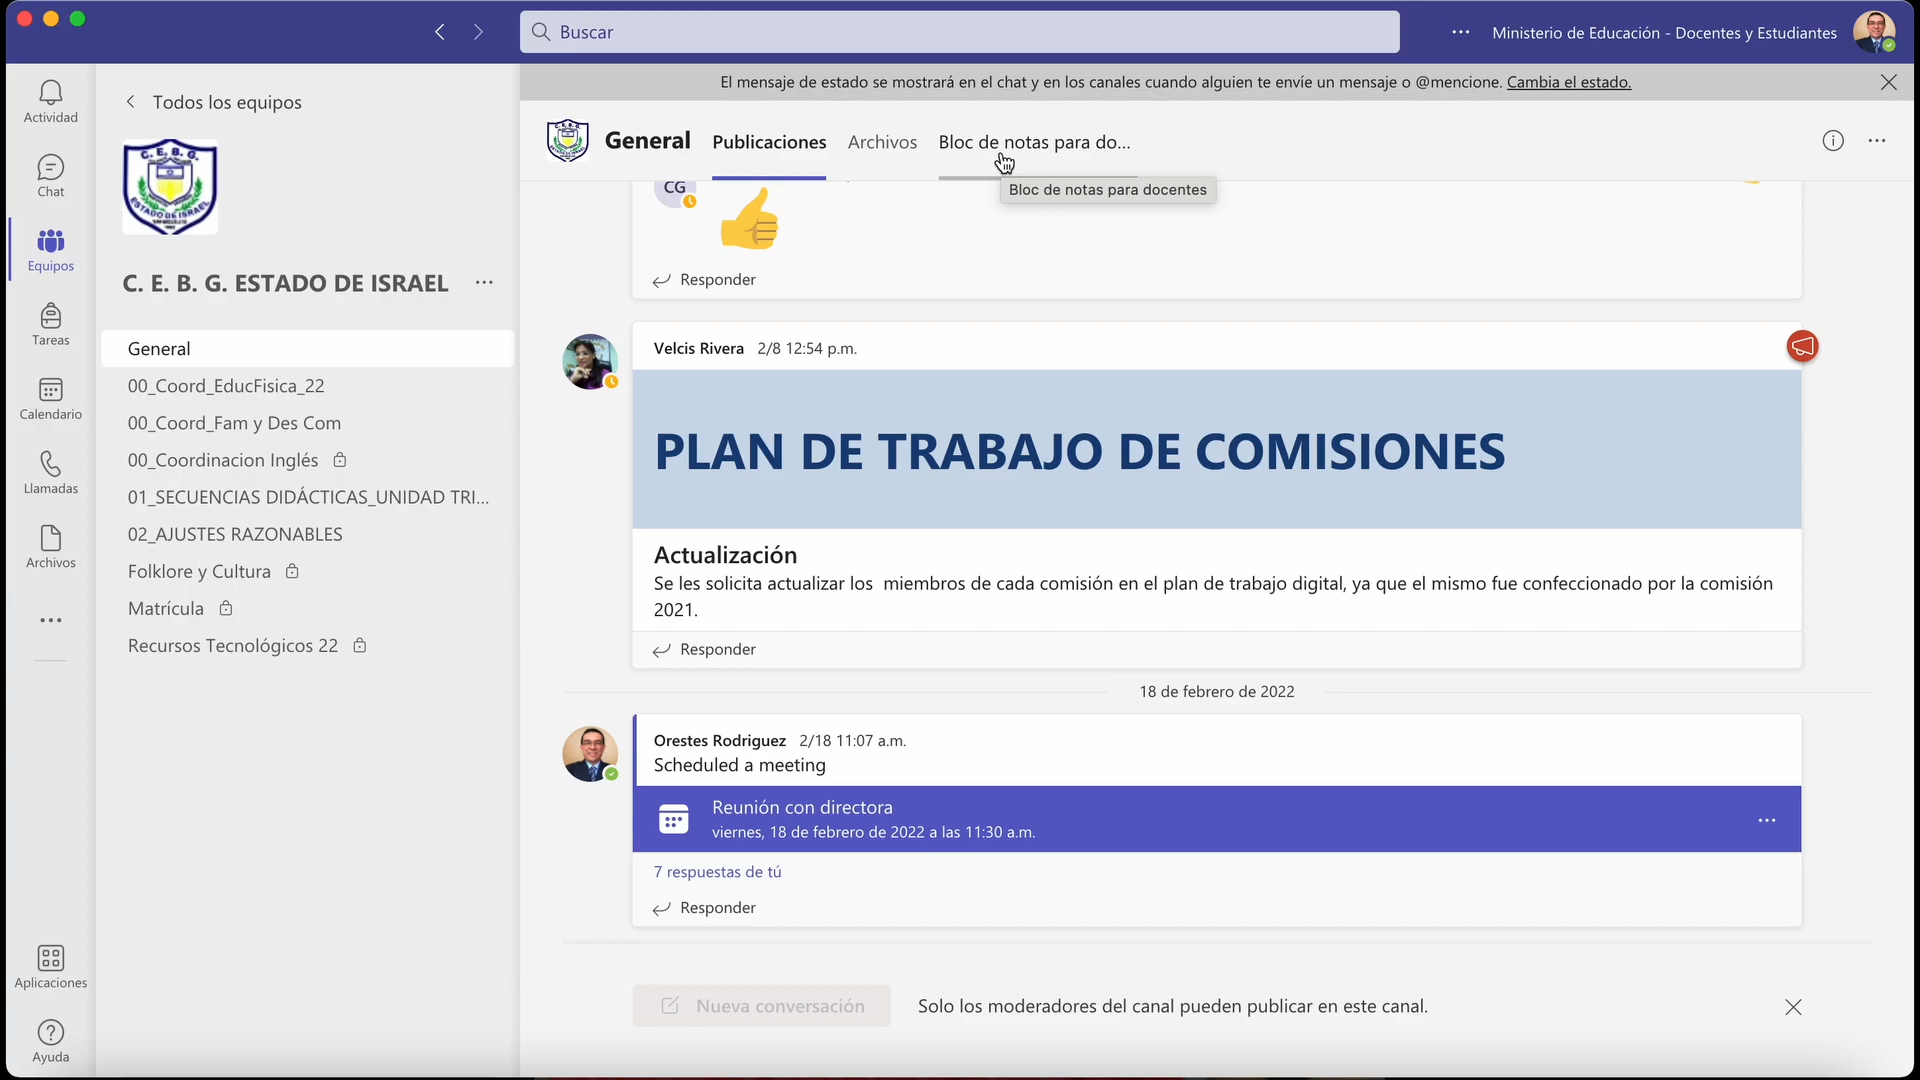 Buscar
Ministerio de Educación - Docentes y Estudiantes
El mensaje de estado se mostrará en el chat y en los canales cuando alguien te envíe un mensaje o @mencione. Cambia el estado.
Actividad
Chat
Equipos
Tareas
Calendario
Llamadas
Archivos
Aplicaciones
Ayuda
Todos los equipos
C. E. B. G.
ESTADO DE ISRAEL
C. E. B. G. ESTADO DE ISRAEL
General
00_Coord_EducFisica_22
00_Coord_Fam y Des Com
00_Coordinacion Inglés
01_SECUENCIAS DIDÁCTICAS_UNIDAD TRI...
02_AJUSTES RAZONABLES
Folklore y Cultura
Matrícula
Recursos Tecnológicos 22
General
Publicaciones
Archivos
Bloc de notas para do...
Bloc de notas para docentes
CG
Responder
Velcis Rivera 2/8 12:54 p.m.
PLAN DE TRABAJO DE COMISIONES
Actualización
Se les solicita actualizar los  miembros de cada comisión en el plan de trabajo digital, ya que el mismo fue confeccionado por la comisión
2021.
Responder
18 de febrero de 2022
Orestes Rodriguez 2/18 11:07 a.m.
Scheduled a meeting
Reunión con directora
viernes, 18 de febrero de 2022 a las 11:30 a.m.
7 respuestas de tú
Responder
Nueva conversación
Solo los moderadores del canal pueden publicar en este canal.